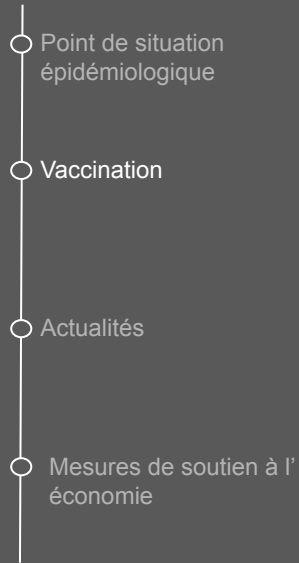 Point de situation
épidémiologique
Vaccination
Actualités
Mesures de soutien à l’
économie